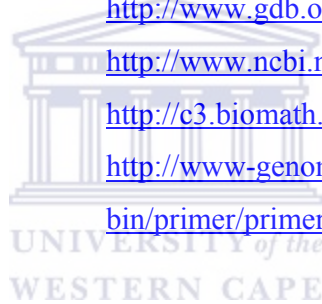 http://www.gdb.o
http://www.ncbi.n
http://c3.biomath.
http://www-genor
bin/primer/primer
UNIVERSITY of the
WESTERN CAPE